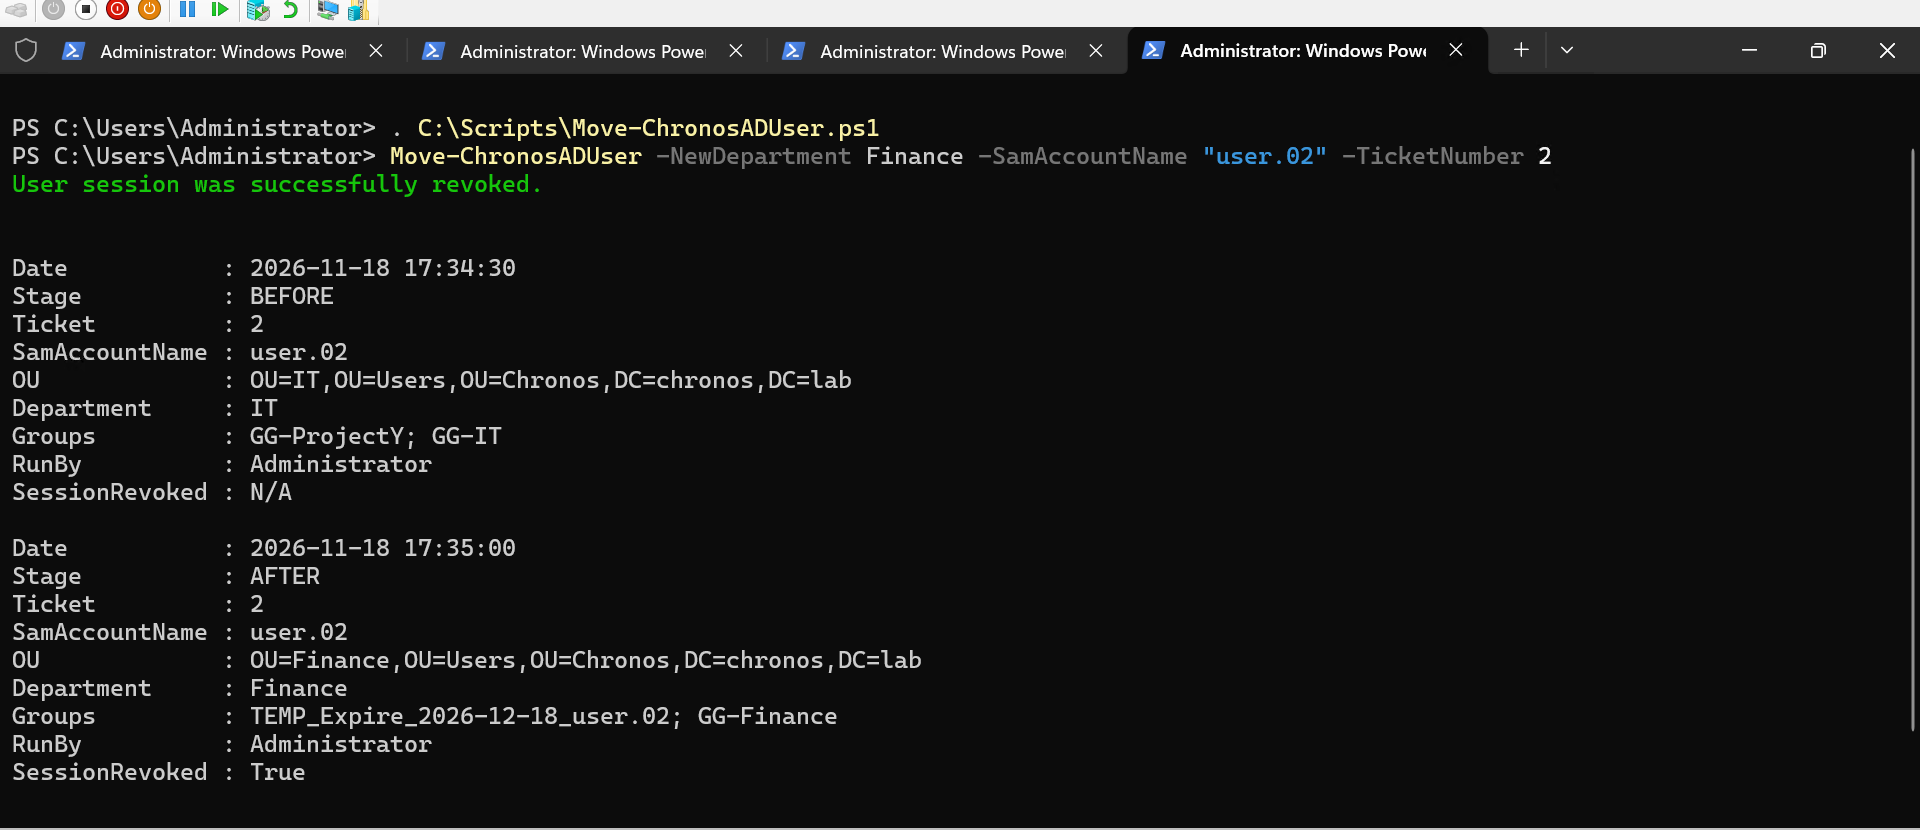 Administrator: Windows Powe
Administrator: Windows Powe
Administrator: Windows Powe
Administrator: Windows Powe
PS C:\Users\Administrator> . C:\Scripts\Move-ChronosADUser.ps1
PS C:\Users\Administrator> Move-ChronosADUser -NewDepartment Finance -SamAccountName "user.02" -TicketNumber 2
User session was successfully revoked.
Date : 2026-11-18 17:34:30
Stage : BEFORE
Ticket : 2
SamAccountName : user.02
OU : OU=IT,OU=Users,OU=Chronos,DC=chronos,DC=lab
Department : IT
Groups : GG-ProjectY; GG-IT
RunBy : Administrator
SessionRevoked : N/A
Date : 2026-11-18 17:35:00
Stage : AFTER
Ticket : 2
SamAccountName : user.02
OU : OU=Finance,OU=Users,OU=Chronos,DC=chronos,DC=lab
Department : Finance
Groups : TEMP_Expire_2026-12-18_user.02; GG-Finance
RunBy : Administrator
SessionRevoked : True